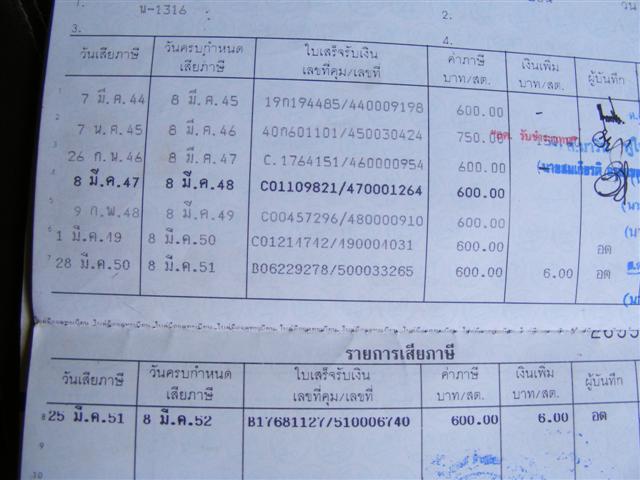 1.
น-1316
2.
3.
4.
วันเสียภาษี วันครบกำหนด เสียภาษี ใบเสร็จรับเงิน เลขที่คุม/เลขที่ ค่าภาษี บาท/สต. เงินเพิ่ม บาท/สต. ผู้บันทึก
7 มี.ค.44 8 มี.ค.45 19ก194485/440009198 600.00 -
8 มี.ค.46 40ก601101/450030424 750.00
26 ก.พ.46 8 มี.ค.47 C.1764151/460000954 600.00
8 มี.ค.47 8 มี.ค.48 C01109821/470001264 600.00
9 ก.พ.48 8 มี.ค.49 C00457296/480000910 600.00
6 1 มี.ค.49 8 มี.ค.50 C01214742/490004031 600.00 อด
7 28 มี.ค.50 8 มี.ค.51 B06229278/500033265 600.00 6.00 อด
รายการเสียภาษี
วันเสียภาษี วันครบกำหนด เสียภาษี ใบเสร็จรับเงิน เลขที่คุม/เลขที่ ค่าภาษี บาท/สต. เงินเพิ่ม บาท/สต. ผู้บันทึก
8 25 มี.ค.51 8 มี.ค.52 B17681127/510006740 600.00 6.00 อด
9
10